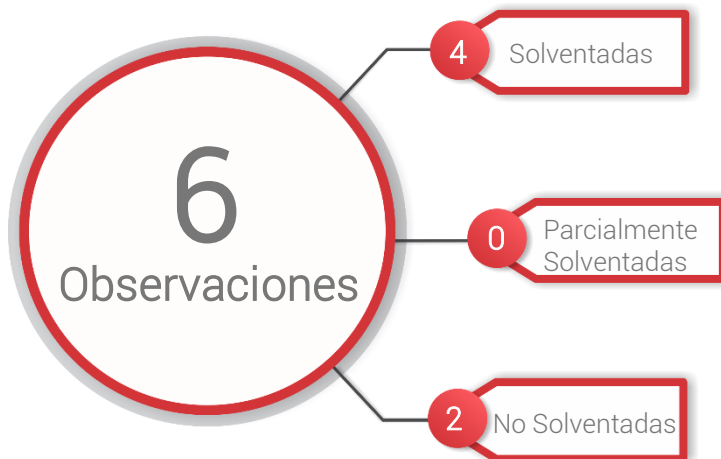 6
Observaciones
4
Solventadas
0
Parcialmente
Solventadas
2
No Solventadas